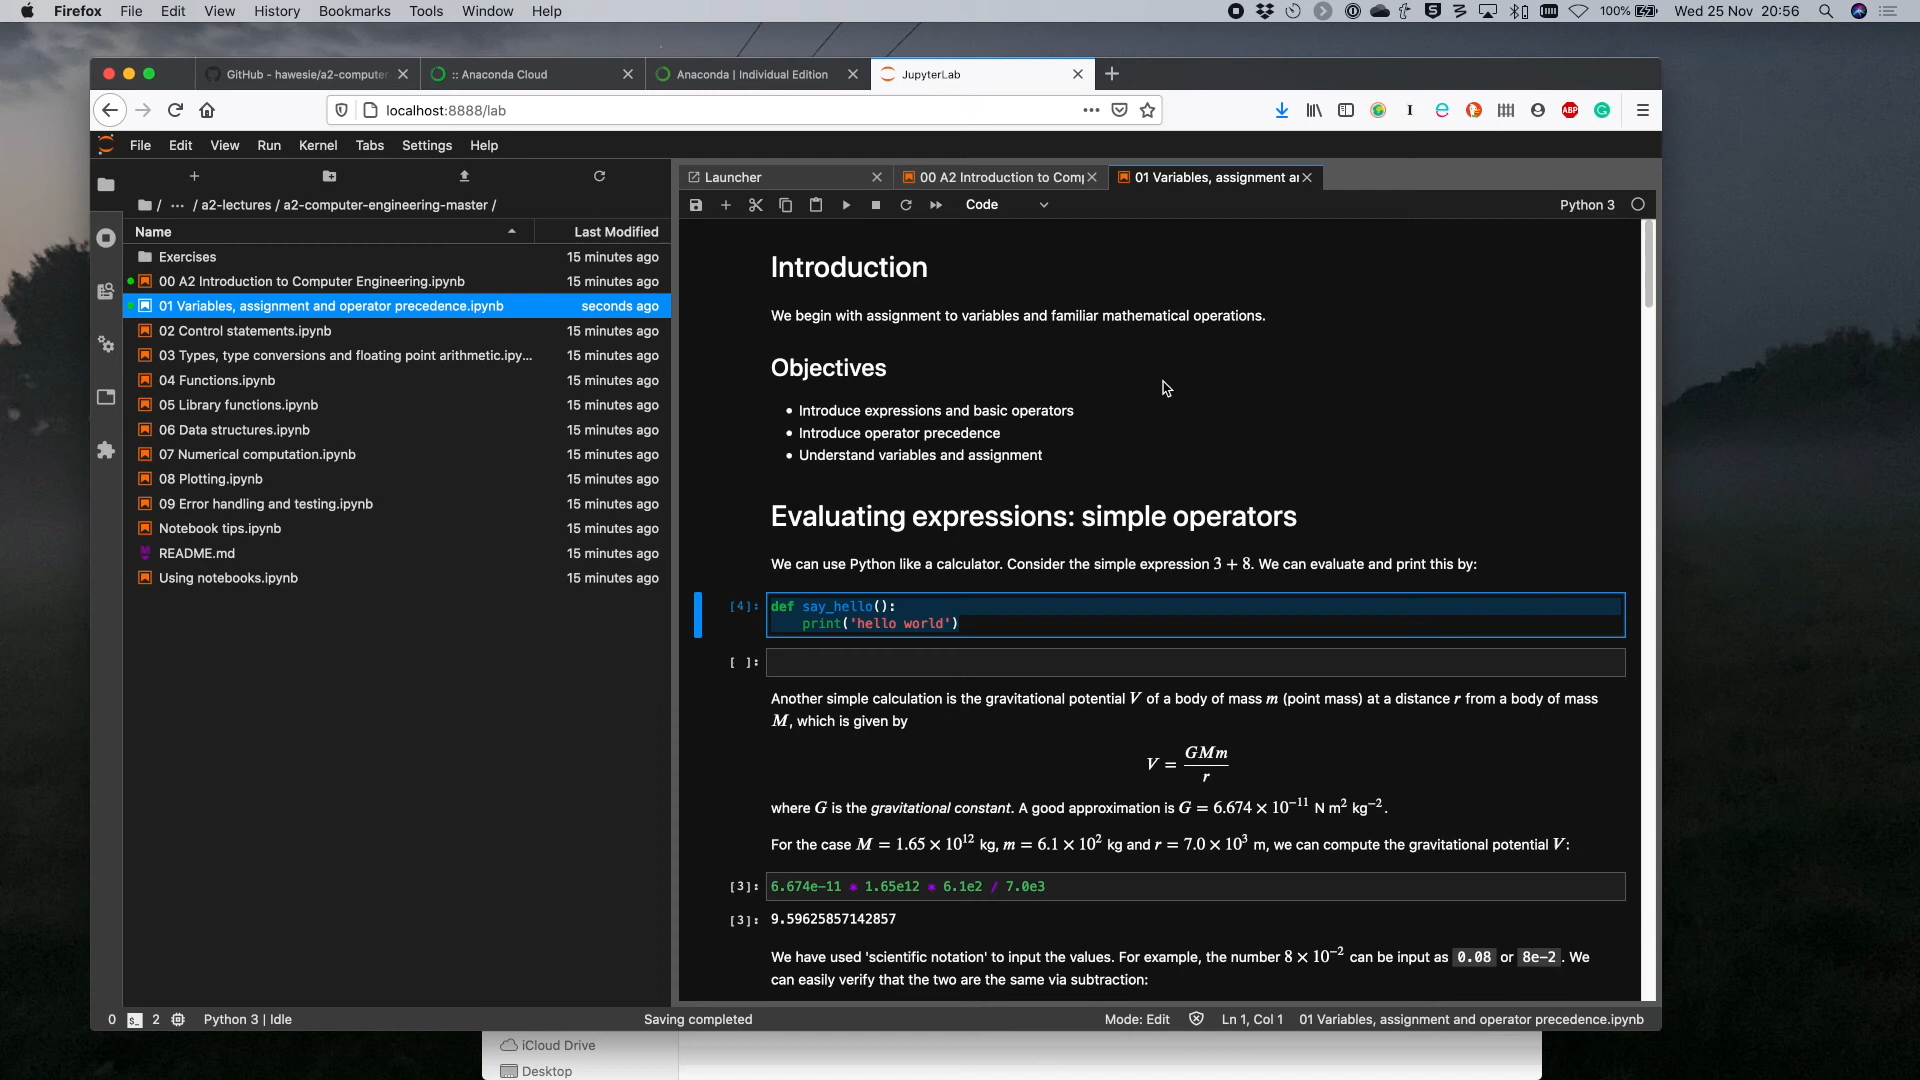 Firefox File Edit View History Bookmarks Tools Window Help
100% Wed 25 Nov 20:56
GitHub - hawesie/a2-computer
:: Anaconda Cloud
Anaconda | Individual Edition
JupyterLab
localhost:8888/lab
File Edit View Run Kernel Tabs Settings Help
/ ··· / a2-lectures / a2-computer-engineering-master /
Name Last Modified
Exercises 15 minutes ago
00 A2 Introduction to Computer Engineering.ipynb 15 minutes ago
01 Variables, assignment and operator precedence.ipynb seconds ago
02 Control statements.ipynb 15 minutes ago
03 Types, type conversions and floating point arithmetic.ipy... 15 minutes ago
04 Functions.ipynb 15 minutes ago
05 Library functions.ipynb 15 minutes ago
06 Data structures.ipynb 15 minutes ago
07 Numerical computation.ipynb 15 minutes ago
08 Plotting.ipynb 15 minutes ago
09 Error handling and testing.ipynb 15 minutes ago
Notebook tips.ipynb 15 minutes ago
README.md 15 minutes ago
Using notebooks.ipynb 15 minutes ago
Launcher
00 A2 Introduction to Comp
01 Variables, assignment ar
Code
Python 3
Introduction
We begin with assignment to variables and familiar mathematical operations.
Objectives
• Introduce expressions and basic operators
• Introduce operator precedence
• Understand variables and assignment
Evaluating expressions: simple operators
We can use Python like a calculator. Consider the simple expression 3 + 8. We can evaluate and print this by:
[4]: def say_hello():
print('hello world')
[ ]:
Another simple calculation is the gravitational potential V of a body of mass m (point mass) at a distance r from a body of mass
M, which is given by
V = GMm / r
where G is the gravitational constant. A good approximation is G = 6.674 × 10⁻¹¹ N m² kg⁻².
For the case M = 1.65 × 10¹² kg, m = 6.1 × 10² kg and r = 7.0 × 10³ m, we can compute the gravitational potential V:
[3]: 6.674e-11 * 1.65e12 * 6.1e2 / 7.0e3
[3]: 9.59625857142857
We have used 'scientific notation' to input the values. For example, the number 8 × 10⁻² can be input as 0.08 or 8e-2 . We
can easily verify that the two are the same via subtraction:
0 2 Python 3 | Idle Saving completed Mode: Edit Ln 1, Col 1 01 Variables, assignment and operator precedence.ipynb
iCloud Drive
Desktop